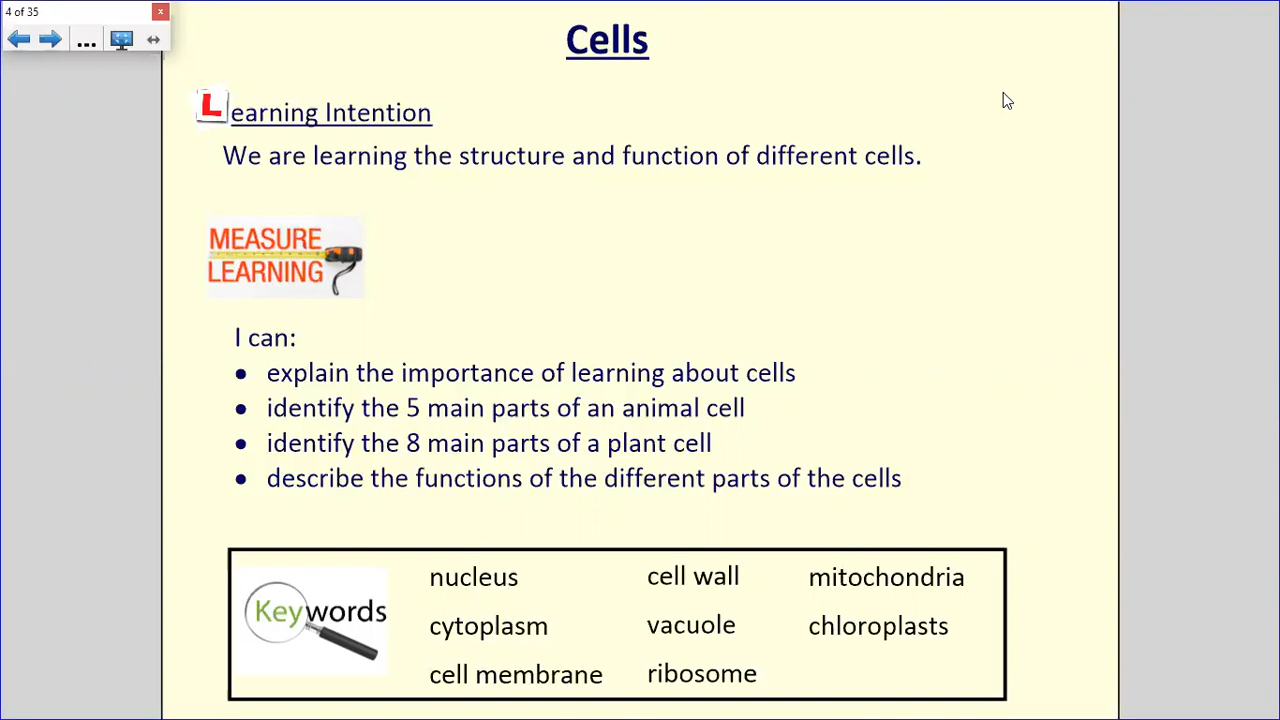 4 of 35
x
...
Cells
Learning Intention
We are learning the structure and function of different cells.
MEASURE
LEARNING
I can:
• explain the importance of learning about cells
• identify the 5 main parts of an animal cell
• identify the 8 main parts of a plant cell
• describe the functions of the different parts of the cells
Keywords
nucleus cell wall mitochondria
cytoplasm vacuole chloroplasts
cell membrane ribosome